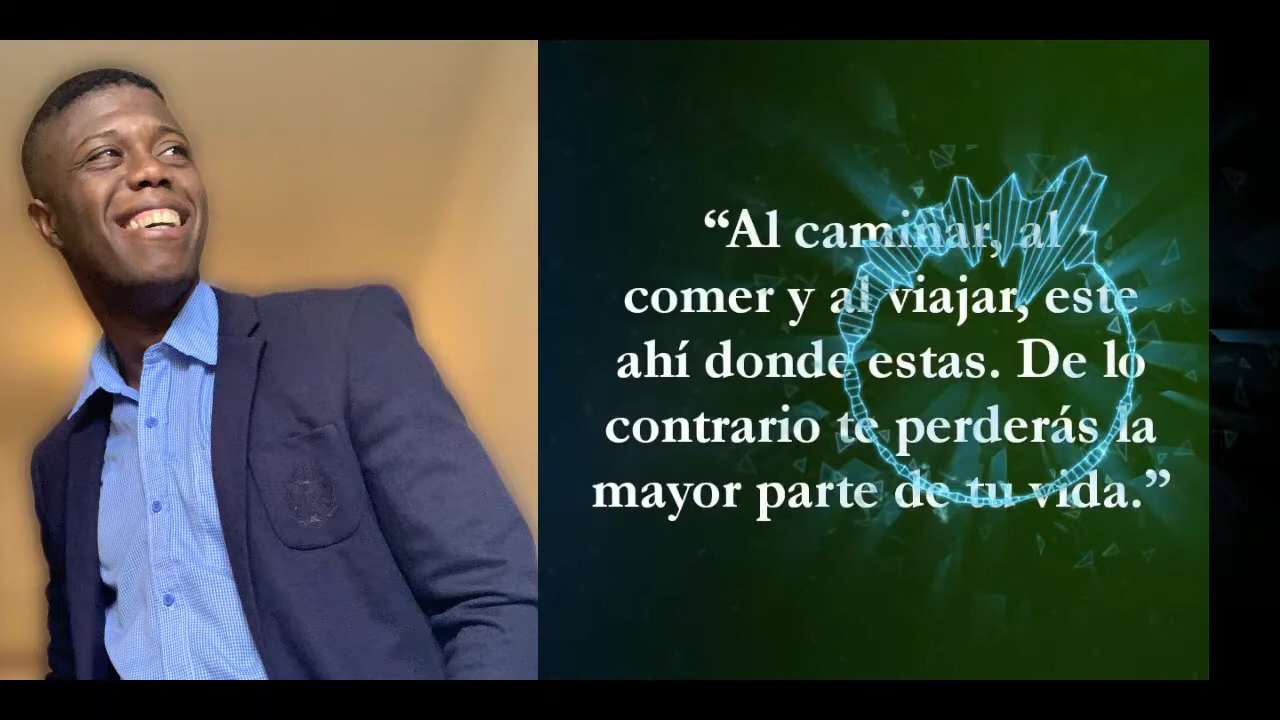 “Al caminar, al
comer y al viajar, este
ahí donde estas. De lo
contrario te perderás la
mayor parte de tu vida.”